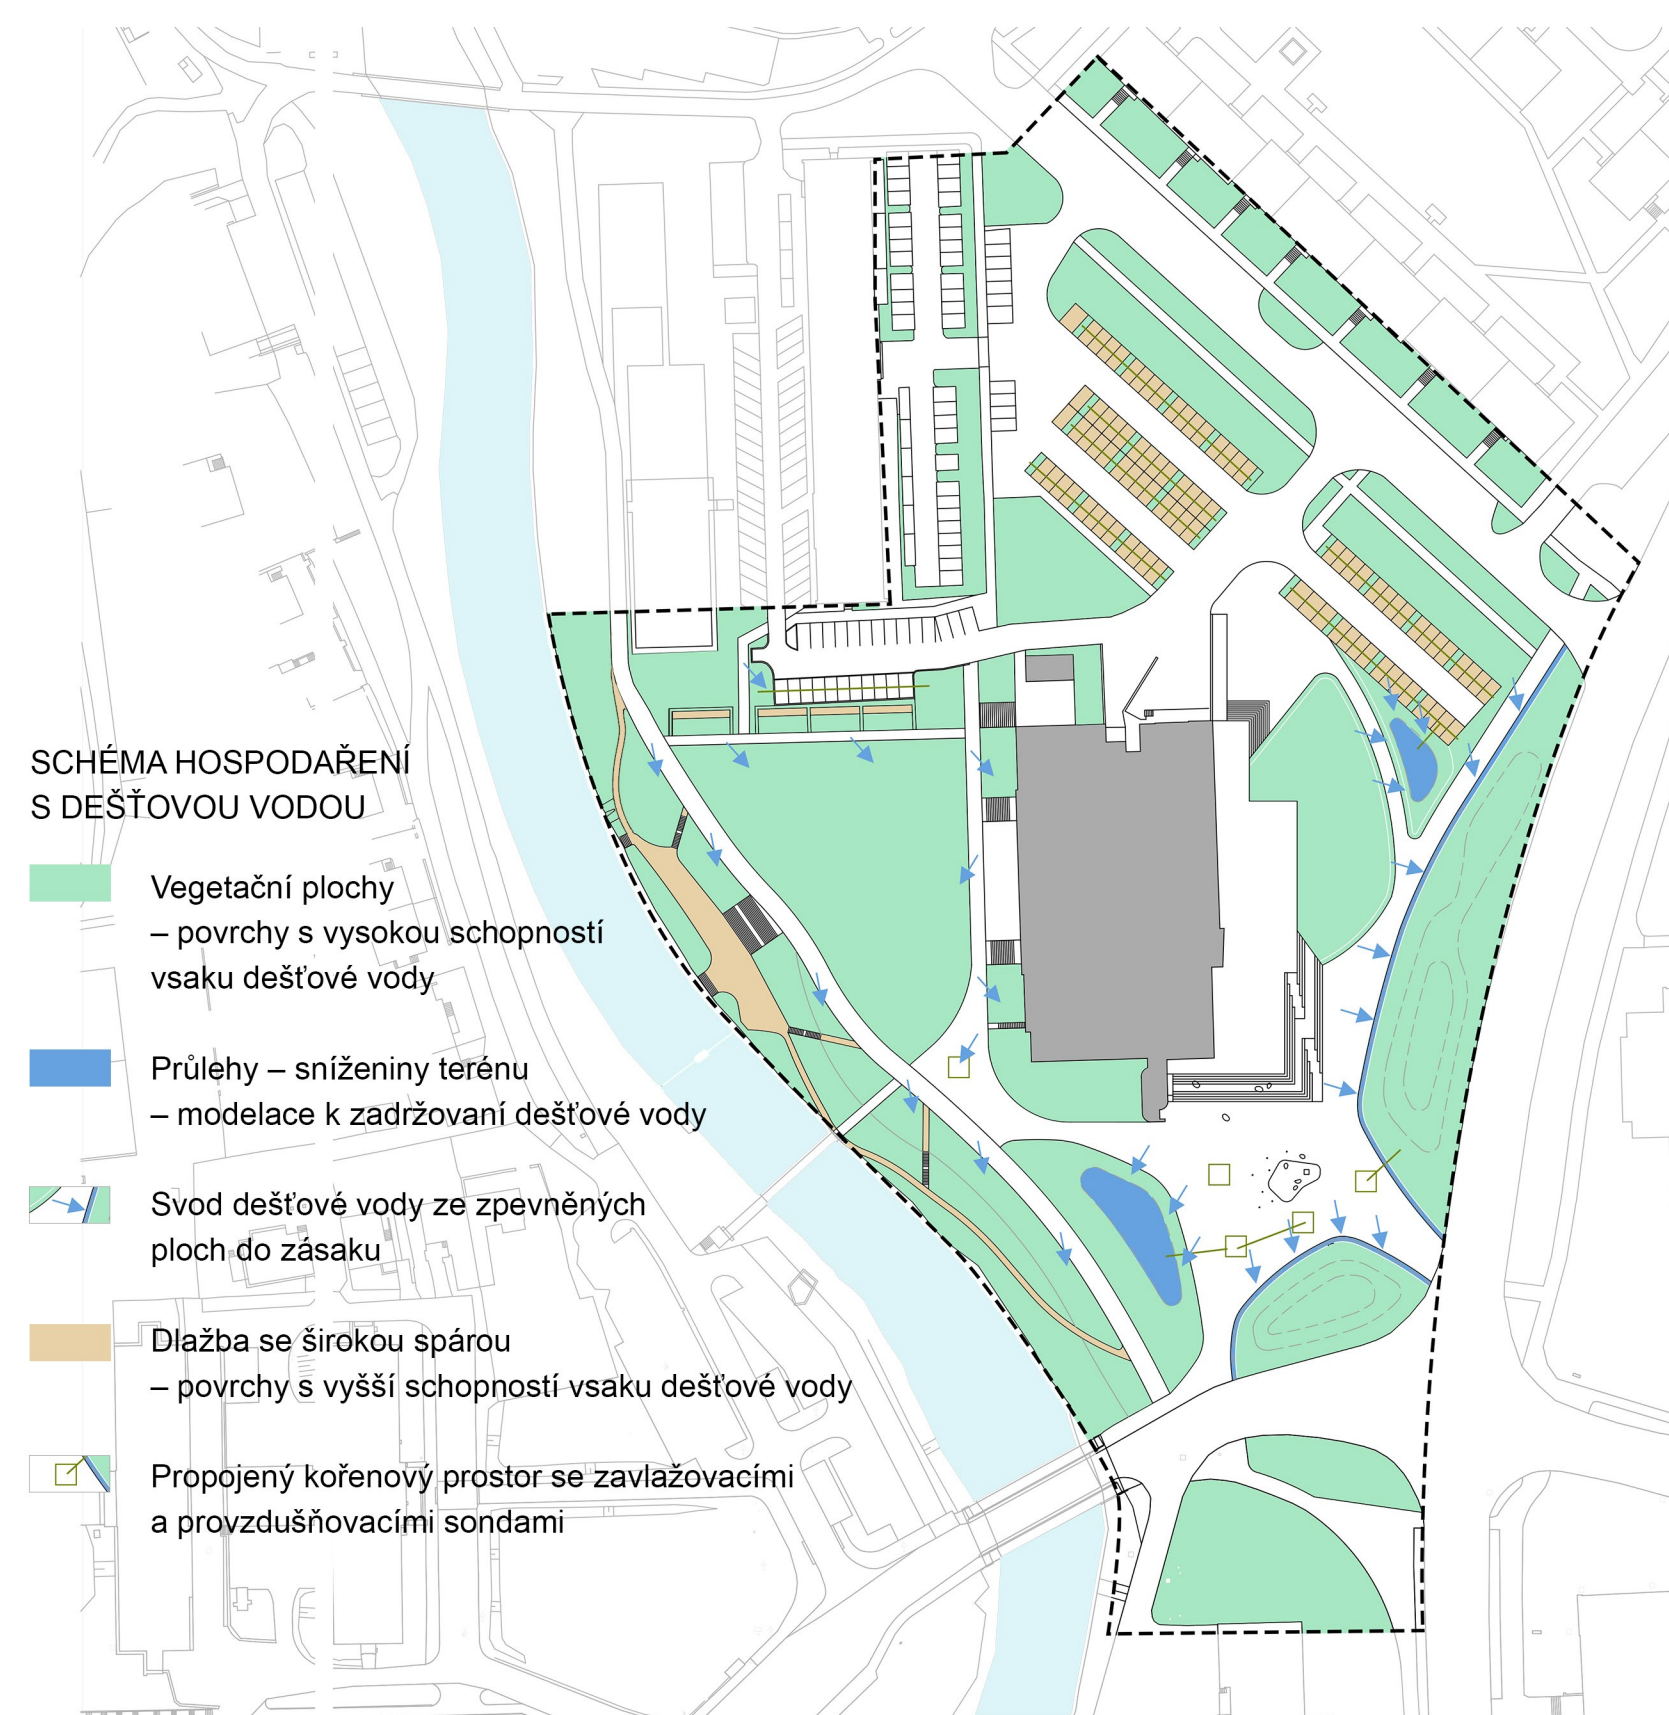 SCHÉMA HOSPODAŘENÍ
S DEŠŤOVOU VODOU
Vegetační plochy
– povrchy s vysokou schopností
vsaku dešťové vody
Průlehy – sníženiny terénu
– modelace k zadržovaní dešťové vody
Svod dešťové vody ze zpevněných
ploch do zásaku
Dlažba se širokou spárou
– povrchy s vyšší schopností vsaku dešťové vody
Propojený kořenový prostor se zavlažovacími
a provzdušňovacími sondami